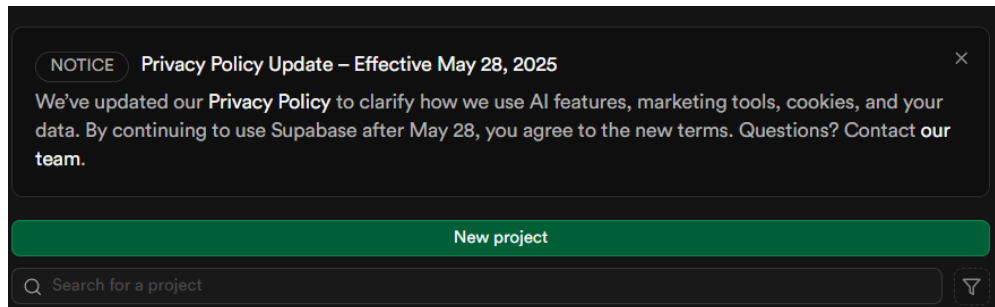 NOTICE Privacy Policy Update – Effective May 28, 2025
We’ve updated our Privacy Policy to clarify how we use AI features, marketing tools, cookies, and your
data. By continuing to use Supabase after May 28, you agree to the new terms. Questions? Contact our
team.
New project
Search for a project